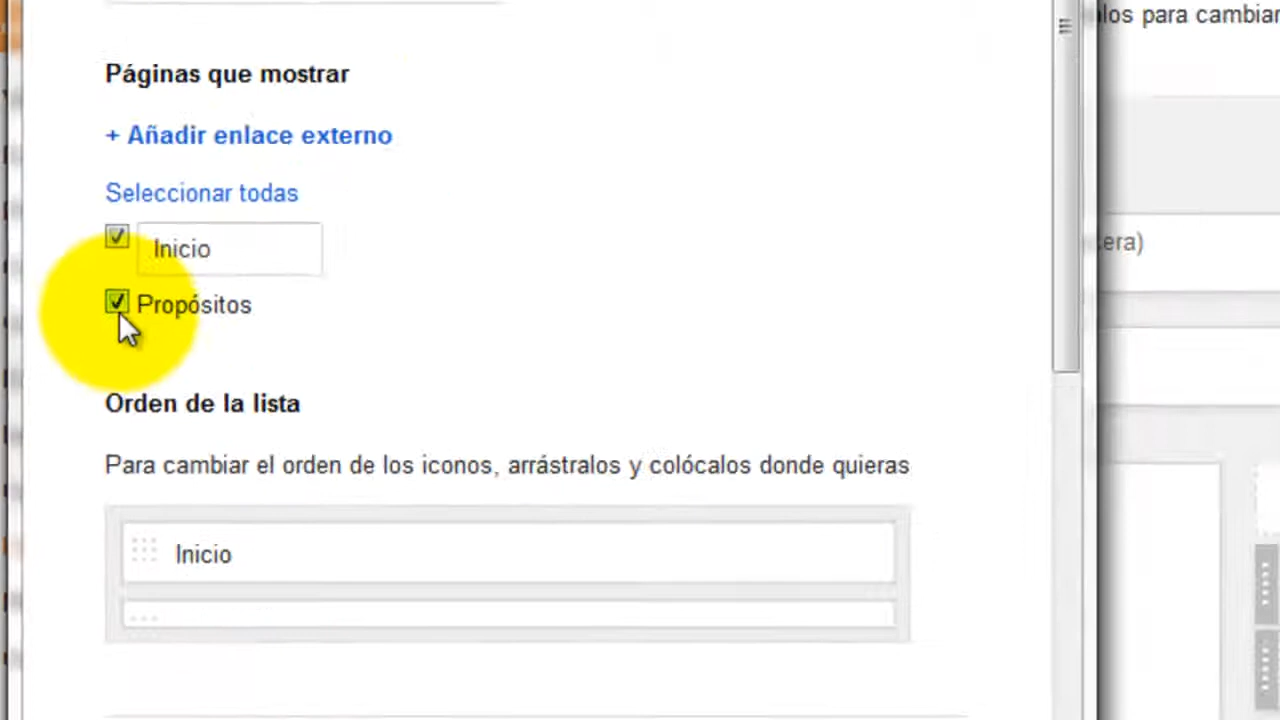 los para cambiar
Páginas que mostrar
+ Añadir enlace externo
Seleccionar todas
Inicio
era)
Propósitos
Orden de la lista
Para cambiar el orden de los iconos, arrástralos y colócalos donde quieras
Inicio